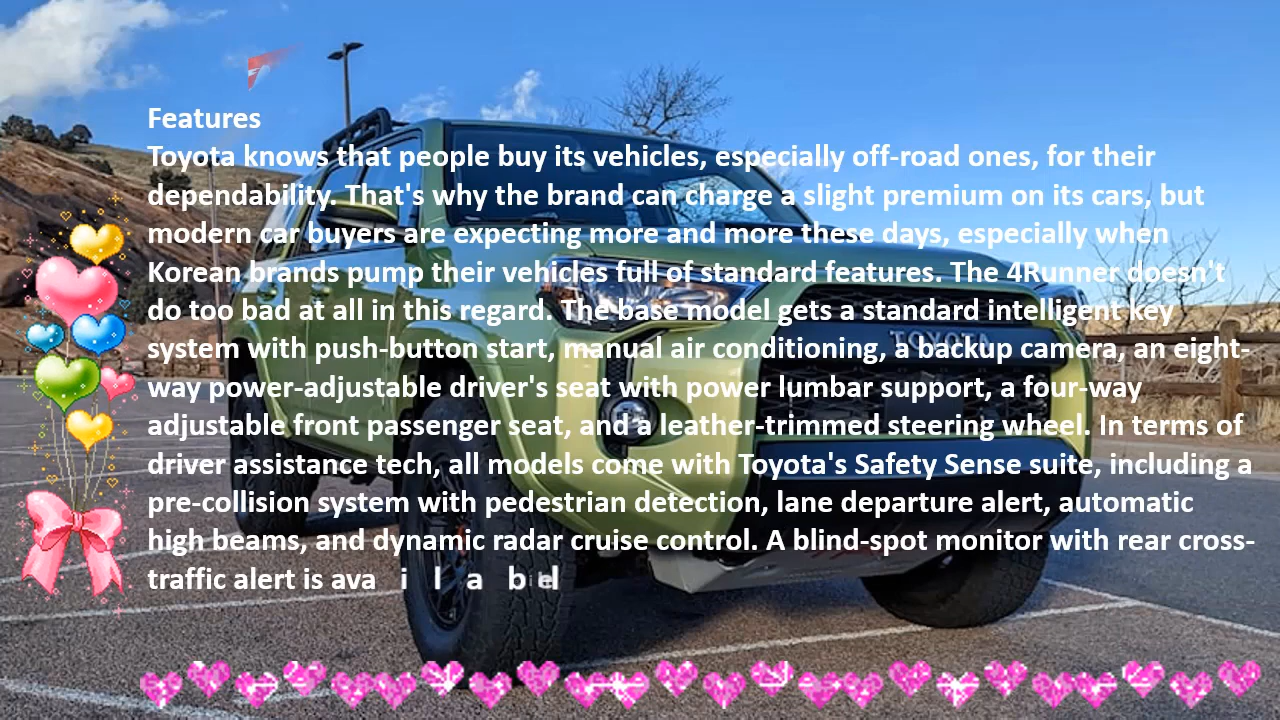 Features
Toyota knows that people buy its vehicles, especially off-road ones, for their
dependability. That's why the brand can charge a slight premium on its cars, but
modern car buyers are expecting more and more these days, especially when
Korean brands pump their vehicles full of standard features. The 4Runner doesn't
do too bad at all in this regard. The base model gets a standard intelligent key
system with push-button start, manual air conditioning, a backup camera, an eight-
way power-adjustable driver's seat with power lumbar support, a four-way
adjustable front passenger seat, and a leather-trimmed steering wheel. In terms of
driver assistance tech, all models come with Toyota's Safety Sense suite, including a
pre-collision system with pedestrian detection, lane departure alert, automatic
high beams, and dynamic radar cruise control. A blind-spot monitor with rear cross-
traffic alert is ava i l a b
TOYOTA